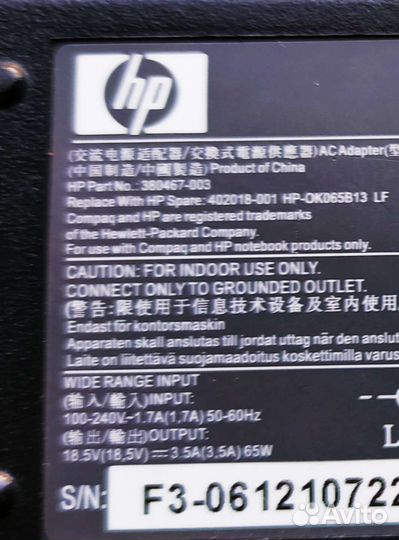 hp
(交流电源适配器/交換式電源供應器)AC Adapter(型
(中国制造/中國製造) Product of China
HP Part No.: 380467-003
Replace With HP Spare: 402018-001 HP-OK065B13 LF
Compaq and HP are registered trademarks
of the Hewlett-Packard Company.
For use with Compaq and HP notebook products only.
CAUTION: FOR INDOOR USE ONLY.
CONNECT ONLY TO GROUNDED OUTLET.
(警告:限使用于信息技术设备及室内使用.
Endast för kontorsmaskin
Apparaten skall anslutas till jordat uttag när den anslut
Laite on liitettävä suojamaadoitus koskettimilla varus
WIDE RANGE INPUT
(输入/輸入)INPUT:
100-240V~1.7A(1,7A) 50-60Hz
(输出/輸出)OUTPUT:
18.5V(18,5V)⎓3.5A(3,5A) 65W
S/N: F3-061210722
Avito